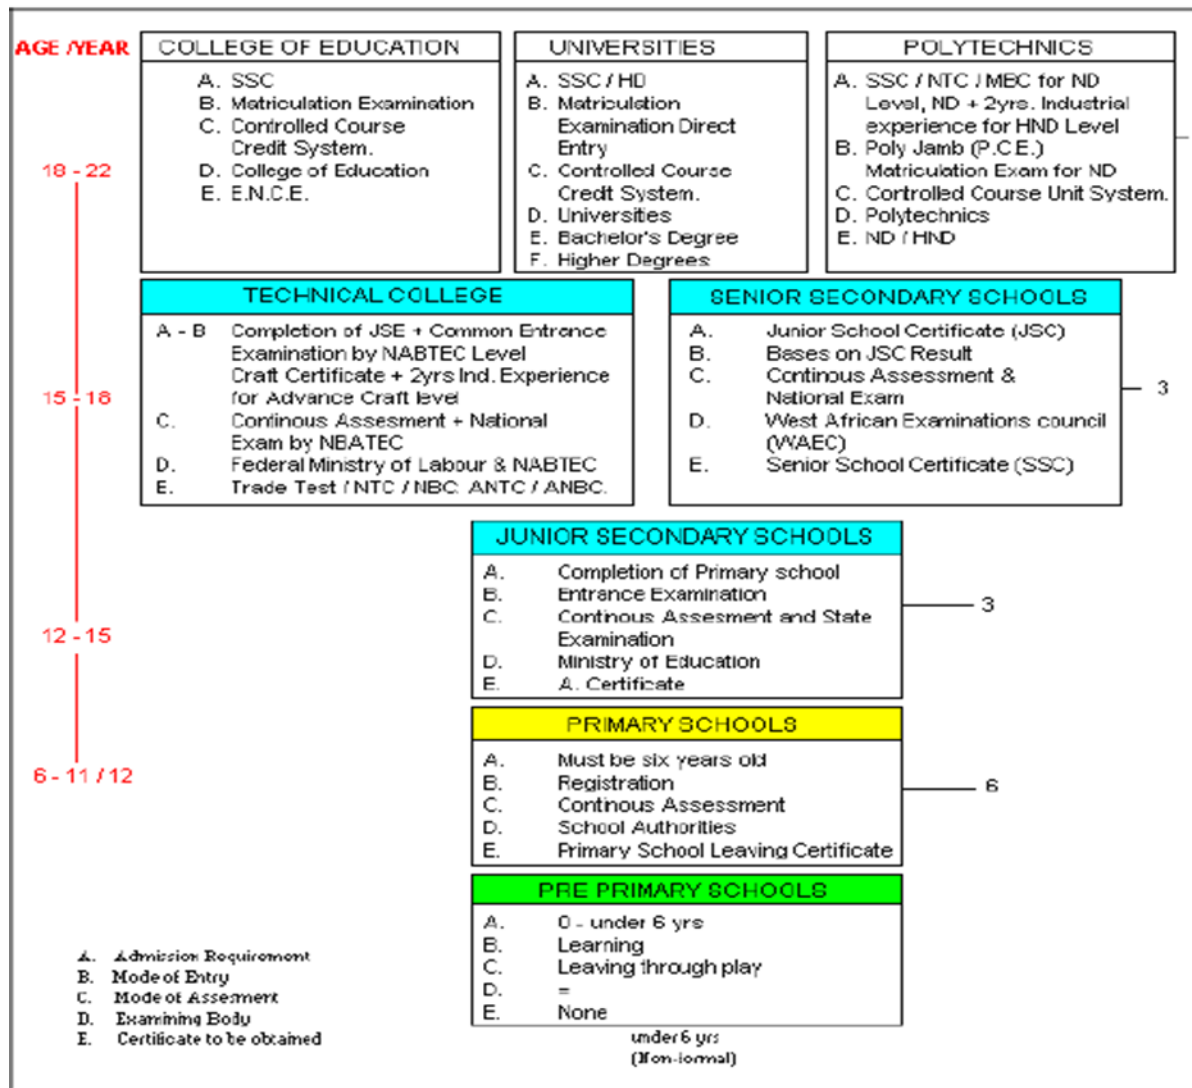 AGE /YEAR
COLLEGE OF EDUCATION
A. SSC
B. Matriculation Examination
C. Controlled Course
Credit System.
D. College of Education
E. E.N.C.E.
UNIVERSITIES
A. SSC / HD
B. Matriculation
Examination Direct
Entry
C. Controlled Course
Credit System.
D. Universities
E. Bachelor's Degree
F. Higher Degrees
POLYTECHNICS
A. SSC / NTC / MBC for ND
Level, ND + 2yrs. Industrial
experience for HND Level
B. Poly Jamb (P.C.E.)
Matriculation Exam for ND
C. Controlled Course Unit System.
D. Polytechnics
E. ND / HND
18 - 22
TECHNICAL COLLEGE
A - B Completion of JSE + Common Entrance
Examination by NABTEC Level
Craft Certificate + 2yrs Ind. Experience
for Advance Craft level
C. Continous Assesment + National
Exam by NBATEC
D. Federal Ministry of Labour & NABTEC
E. Trade Test / NTC / NBC. ANTC / ANBC.
SENIOR SECONDARY SCHOOLS
A. Junior School Certificate (JSC)
B. Bases on JSC Result
C. Continous Assessment &
National Exam
D. West African Examinations council
(WAEC)
E. Senior School Certificate (SSC)
3
15 - 18
JUNIOR SECONDARY SCHOOLS
A. Completion of Primary school
B. Entrance Examination
C. Continous Assesment and State
Examination
D. Ministry of Education
E. A. Certificate
3
12 - 15
PRIMARY SCHOOLS
A. Must be six years old
B. Registration
C. Continous Assessment
D. School Authorities
E. Primary School Leaving Certificate
6
6 - 11 / 12
PRE PRIMARY SCHOOLS
A. 0 - under 6 yrs
B. Learning
C. Leaving through play
D. =
E. None
under 6 yrs
(Non-formal)
A. Admission Requirement
B. Mode of Entry
C. Mode of Assesment
D. Examining Body
E. Certificate to be obtained